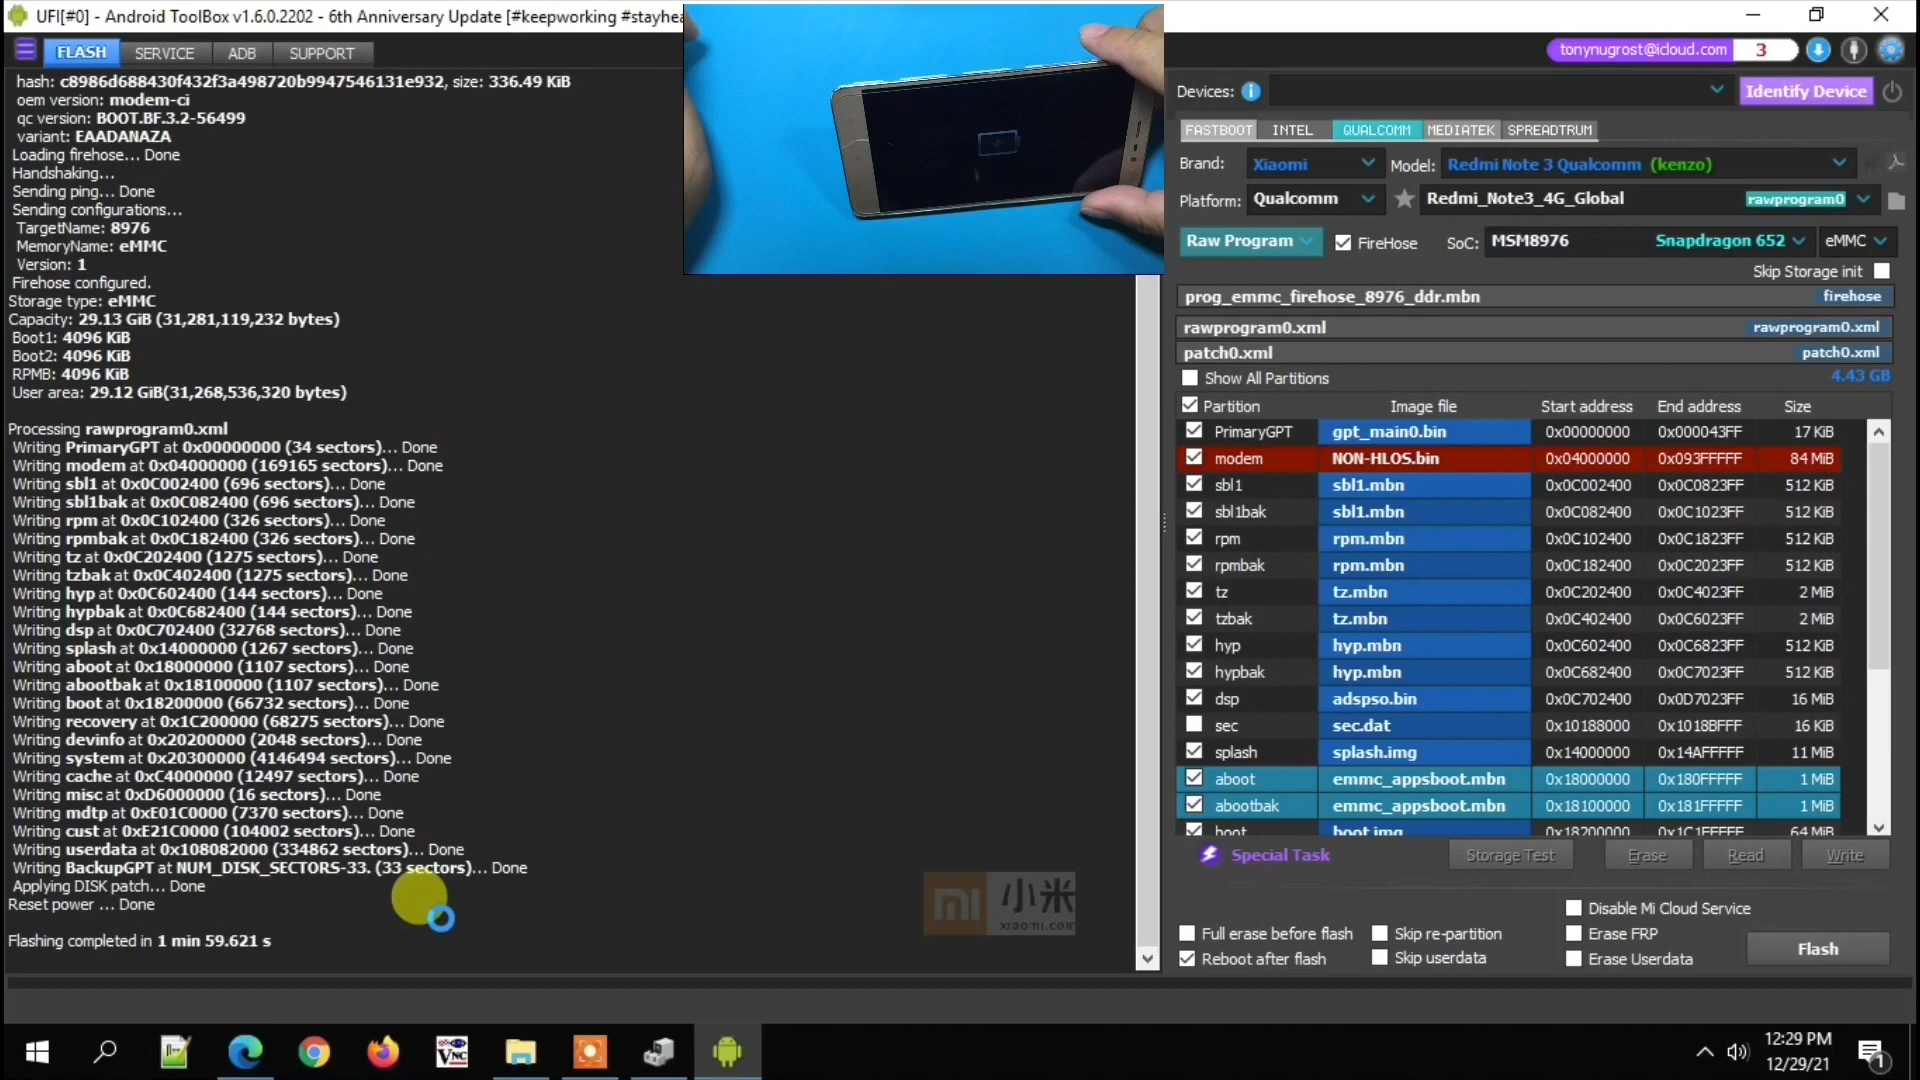 UFI[#0] - Android ToolBox v1.6.0.2202 - 6th Anniversary Update [#keepworking #stayhea
FLASH SERVICE ADB SUPPORT
tonynugrost@icloud.com 3
hash: c8986d688430f432f3a498720b9947546131e932, size: 336.49 KiB
oem version: modem-ci
qc version: BOOT.BF.3.2-56499
variant: EAADANAZA
Loading firehose... Done
Handshaking...
Sending ping... Done
Sending configurations...
TargetName: 8976
MemoryName: eMMC
Version: 1
Firehose configured.
Storage type: eMMC
Capacity: 29.13 GiB (31,281,119,232 bytes)
Boot1: 4096 KiB
Boot2: 4096 KiB
RPMB: 4096 KiB
User area: 29.12 GiB(31,268,536,320 bytes)
Processing rawprogram0.xml
Writing PrimaryGPT at 0x00000000 (34 sectors)... Done
Writing modem at 0x04000000 (169165 sectors)... Done
Writing sbl1 at 0x0C002400 (696 sectors)... Done
Writing sbl1bak at 0x0C082400 (696 sectors)... Done
Writing rpm at 0x0C102400 (326 sectors)... Done
Writing rpmbak at 0x0C182400 (326 sectors)... Done
Writing tz at 0x0C202400 (1275 sectors)... Done
Writing tzbak at 0x0C402400 (1275 sectors)... Done
Writing hyp at 0x0C602400 (144 sectors)... Done
Writing hypbak at 0x0C682400 (144 sectors)... Done
Writing dsp at 0x0C702400 (32768 sectors)... Done
Writing splash at 0x14000000 (1267 sectors)... Done
Writing aboot at 0x18000000 (1107 sectors)... Done
Writing abootbak at 0x18100000 (1107 sectors)... Done
Writing boot at 0x18200000 (66732 sectors)... Done
Writing recovery at 0x1C200000 (68275 sectors)... Done
Writing devinfo at 0x20200000 (2048 sectors)... Done
Writing system at 0x20300000 (4146494 sectors)... Done
Writing cache at 0xC4000000 (12497 sectors)... Done
Writing misc at 0xD6000000 (16 sectors)... Done
Writing mdtp at 0xE01C0000 (7370 sectors)... Done
Writing cust at 0xE21C0000 (104002 sectors)... Done
Writing userdata at 0x108082000 (334862 sectors)... Done
Writing BackupGPT at NUM_DISK_SECTORS-33. (33 sectors)... Done
Applying DISK patch... Done
Reset power ... Done
Flashing completed in 1 min 59.621 s
mi 小米
xiaomi.com
Devices: Identify Device
FASTBOOT INTEL QUALCOMM MEDIATEK SPREADTRUM
Brand: Xiaomi Model: Redmi Note 3 Qualcomm (kenzo)
Platform: Qualcomm Redmi_Note3_4G_Global rawprogram0
Raw Program FireHose SoC: MSM8976 Snapdragon 652 eMMC
Skip Storage init
prog_emmc_firehose_8976_ddr.mbn firehose
rawprogram0.xml rawprogram0.xml
patch0.xml patch0.xml
Show All Partitions 4.43 GB
Partition Image file Start address End address Size
PrimaryGPT gpt_main0.bin 0x00000000 0x000043FF 17 KiB
modem NON-HLOS.bin 0x04000000 0x093FFFFF 84 MiB
sbl1 sbl1.mbn 0x0C002400 0x0C0823FF 512 KiB
sbl1bak sbl1.mbn 0x0C082400 0x0C1023FF 512 KiB
rpm rpm.mbn 0x0C102400 0x0C1823FF 512 KiB
rpmbak rpm.mbn 0x0C182400 0x0C2023FF 512 KiB
tz tz.mbn 0x0C202400 0x0C4023FF 2 MiB
tzbak tz.mbn 0x0C402400 0x0C6023FF 2 MiB
hyp hyp.mbn 0x0C602400 0x0C6823FF 512 KiB
hypbak hyp.mbn 0x0C682400 0x0C7023FF 512 KiB
dsp adspso.bin 0x0C702400 0x0D7023FF 16 MiB
sec sec.dat 0x10188000 0x1018BFFF 16 KiB
splash splash.img 0x14000000 0x14AFFFFF 11 MiB
aboot emmc_appsboot.mbn 0x18000000 0x180FFFFF 1 MiB
abootbak emmc_appsboot.mbn 0x18100000 0x181FFFFF 1 MiB
boot boot.img 0x18200000 0x1C1FFFFF 64 MiB
Special Task Storage Test Erase Read Write
Disable Mi Cloud Service
Full erase before flash Skip re-partition Erase FRP
Reboot after flash Skip userdata Erase Userdata
Flash
VNC
12:29 PM
12/29/21
1